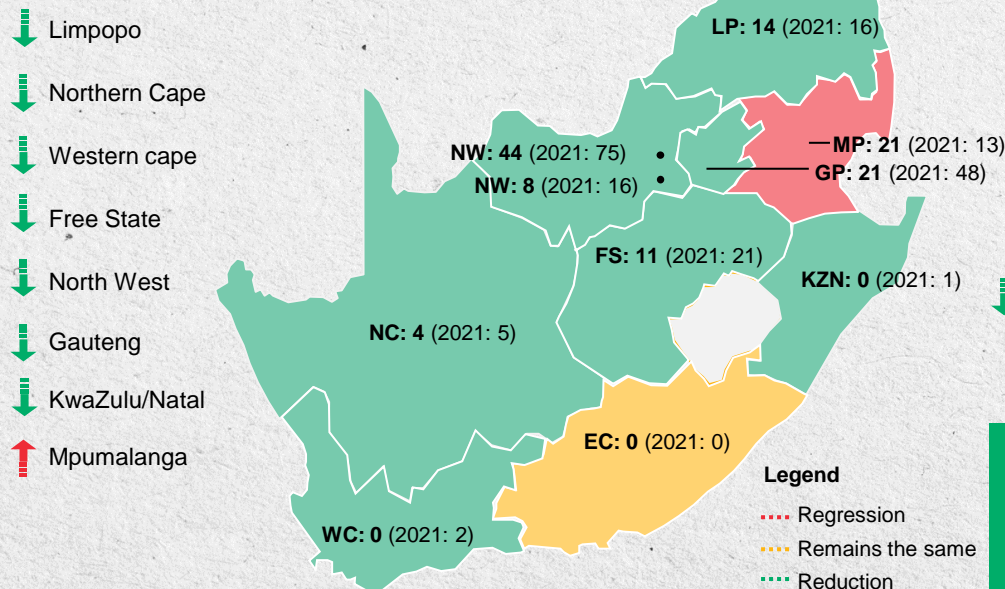 Limpopo
Northern Cape
Western cape
Free State
North West
Gauteng
KwaZulu/Natal
Mpumalanga
LP: 14 (2021: 16)
MP: 21 (2021: 13)
NW: 44 (2021: 75)
GP: 21 (2021: 48)
NW: 8 (2021: 16)
FS: 11 (2021: 21)
KZN: 0 (2021: 1)
NC: 4 (2021: 5)
EC: 0 (2021: 0)
WC: 0 (2021: 2)
Legend
Regression
Remains the same
Reduction